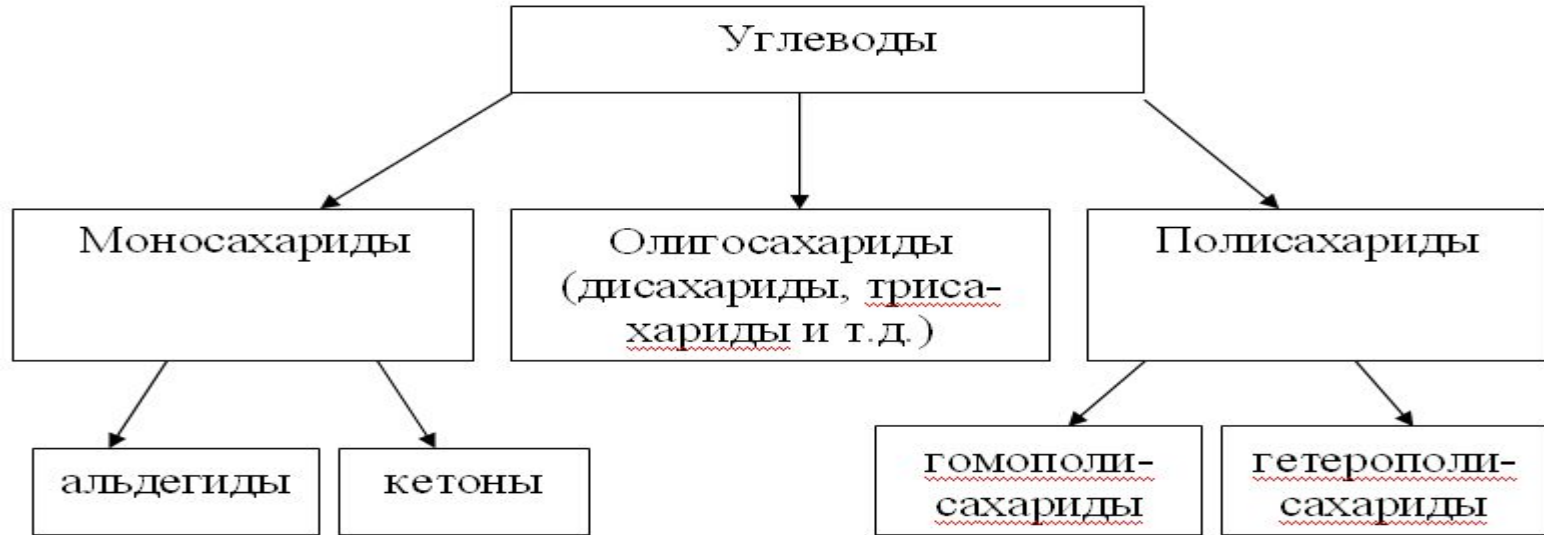 Углеводы
Моносахариды
Олигосахариды
(дисахариды, триса-
хариды и т.д.)
Полисахариды
альдегиды
кетоны
гомополи-
сахариды
гетерополи-
сахариды